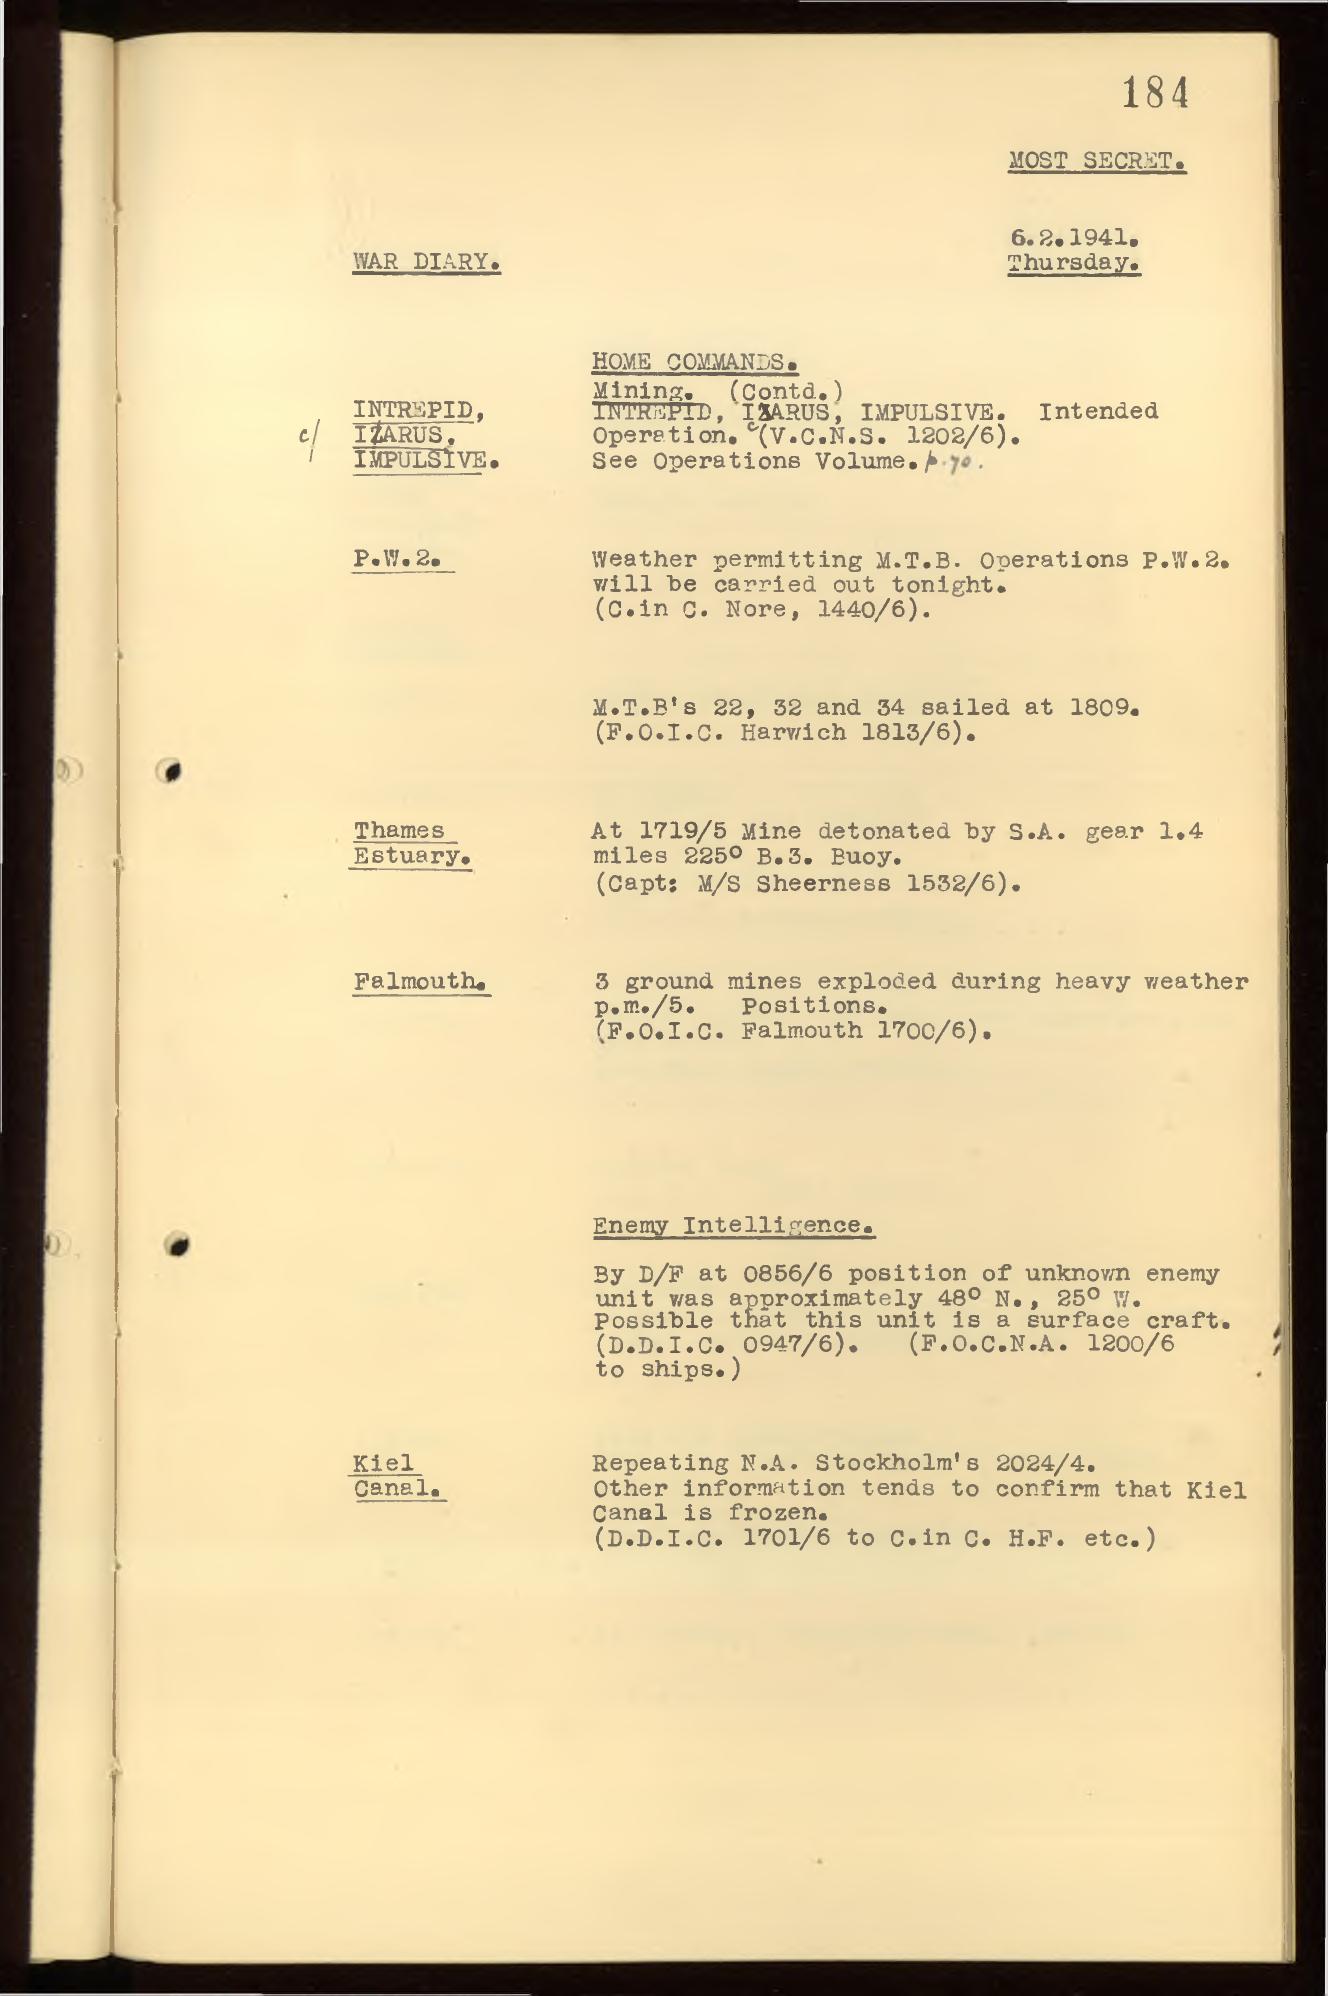 184
MOST SECRET.
6.2.1941.
Thursday.
WAR DIARY.
HOME COMMANDS.
Mining. (Contd.)
INTREPID,
IZARUS,
IMPULSIVE.
c/
INTREPID, IZARUS, IMPULSIVE. Intended
Operation. c (V.C.N.S. 1202/6).
See Operations Volume. p.70.
P.W.2.
Weather permitting M.T.B. Operations P.W.2.
will be carried out tonight.
(C.in C. Nore, 1440/6).
M.T.B's 22, 32 and 34 sailed at 1809.
(F.O.I.C. Harwich 1813/6).
Thames
Estuary.
At 1719/5 Mine detonated by S.A. gear 1.4
miles 225° B.3. Buoy.
(Capt: M/S Sheerness 1532/6).
Falmouth.
3 ground mines exploded during heavy weather
p.m./5. Positions.
(F.O.I.C. Falmouth 1700/6).
Enemy Intelligence.
By D/F at 0856/6 position of unknown enemy
unit was approximately 48° N., 25° W.
Possible that this unit is a surface craft.
(D.D.I.C. 0947/6). (F.O.C.N.A. 1200/6
to ships.)
Kiel
Canal.
Repeating N.A. Stockholm's 2024/4.
Other information tends to confirm that Kiel
Canal is frozen.
(D.D.I.C. 1701/6 to C.in C. H.F. etc.)